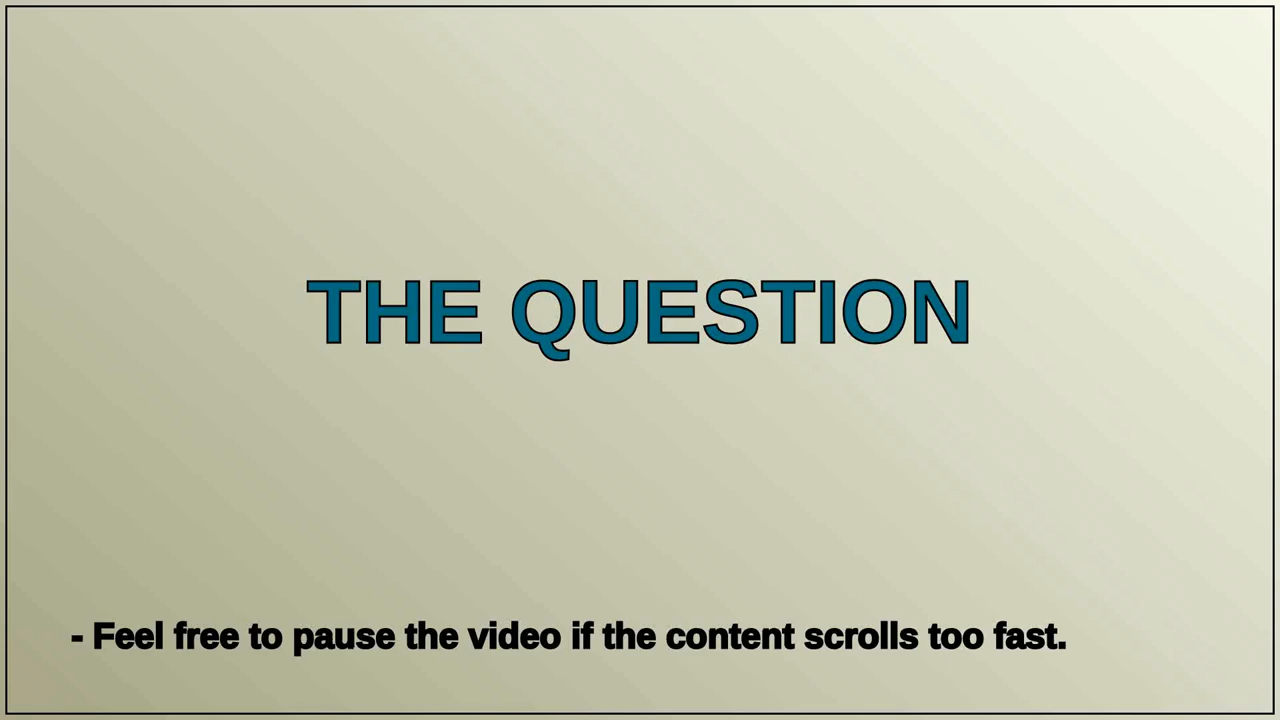 THE QUESTION
- Feel free to pause the video if the content scrolls too fast.